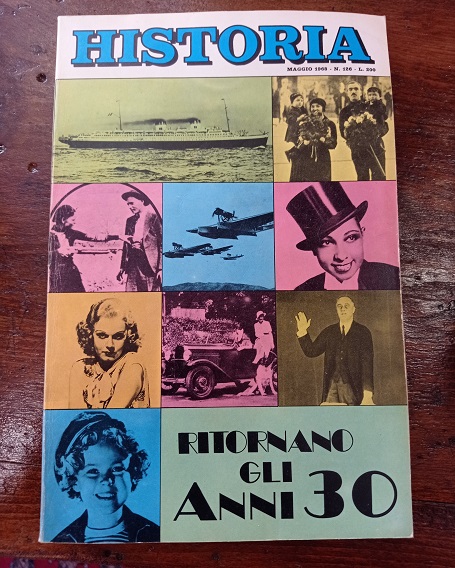 HISTORIA
MAGGIO 1968 - N. 126 - L. 300
RITORNANO
GLI
ANNI 30